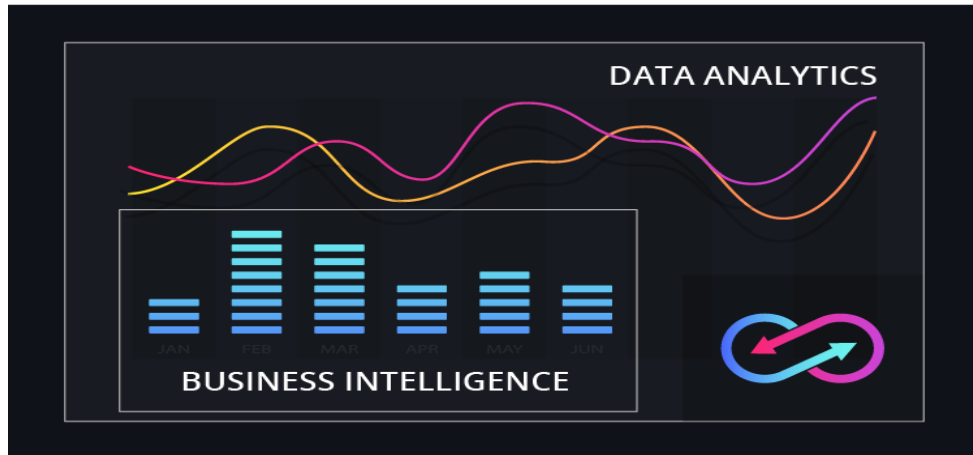 DATA ANALYTICS
JAN FEB MAR APR MAY JUN
BUSINESS INTELLIGENCE